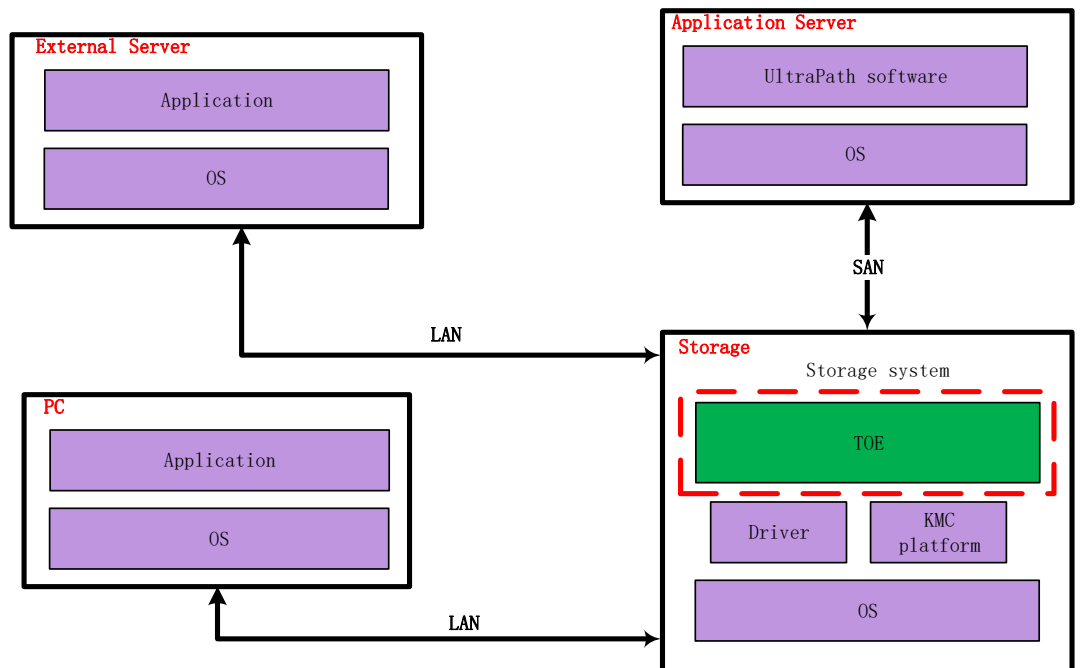 External Server
Application
OS
Application Server
UltraPath software
OS
SAN
LAN
PC
Application
OS
LAN
Storage
Storage system
TOE
Driver
KMC
platform
OS